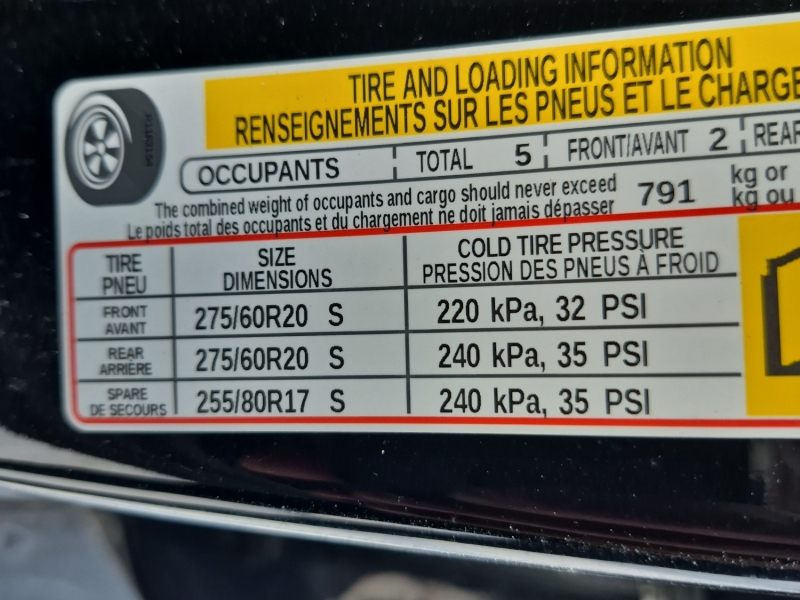 TIRE AND LOADING INFORMATION
RENSEIGNEMENTS SUR LES PNEUS ET LE CHARGE
OCCUPANTS TOTAL 5 FRONT/AVANT 2 REAR
The combined weight of occupants and cargo should never exceed 791 kg or
Le poids total des occupants et du chargement ne doit jamais dépasser kg ou
TIRE SIZE COLD TIRE PRESSURE
PNEU DIMENSIONS PRESSION DES PNEUS À FROID
FRONT
AVANT 275/60R20 S 220 kPa, 32 PSI
REAR
ARRIÈRE 275/60R20 S 240 kPa, 35 PSI
SPARE
DE SECOURS 255/80R17 S 240 kPa, 35 PSI